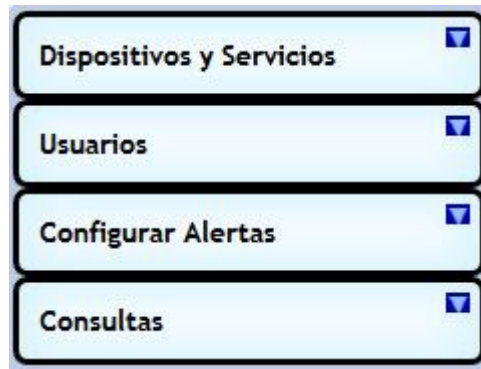 Dispositivos y Servicios
Usuarios
Configurar Alertas
Consultas